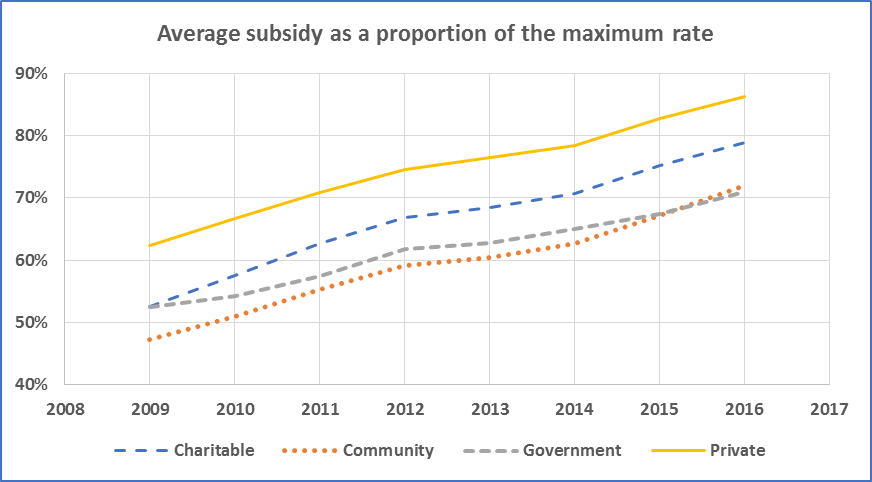 Average subsidy as a proportion of the maximum rate
90%
80%
70%
60%
50%
40%
2008 2009 2010 2011 2012 2013 2014 2015 2016 2017
Charitable Community Government Private